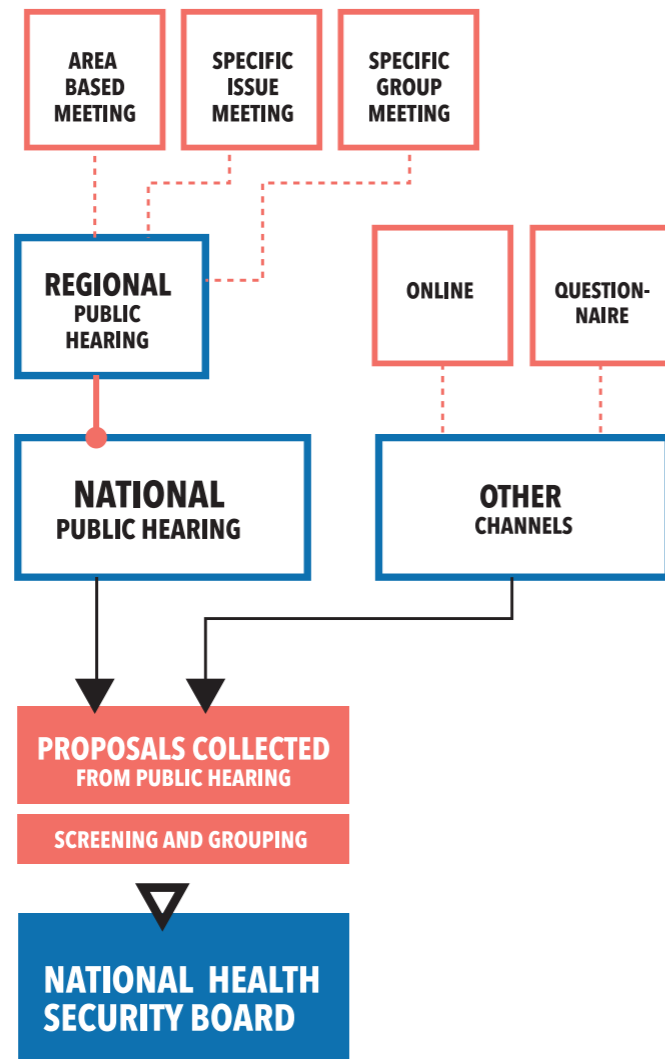 AREA
BASED
MEETING
SPECIFIC
ISSUE
MEETING
SPECIFIC
GROUP
MEETING
REGIONAL
PUBLIC
HEARING
ONLINE
QUESTION-
NAIRE
NATIONAL
PUBLIC HEARING
OTHER
CHANNELS
PROPOSALS COLLECTED
FROM PUBLIC HEARING
SCREENING AND GROUPING
NATIONAL HEALTH
SECURITY BOARD